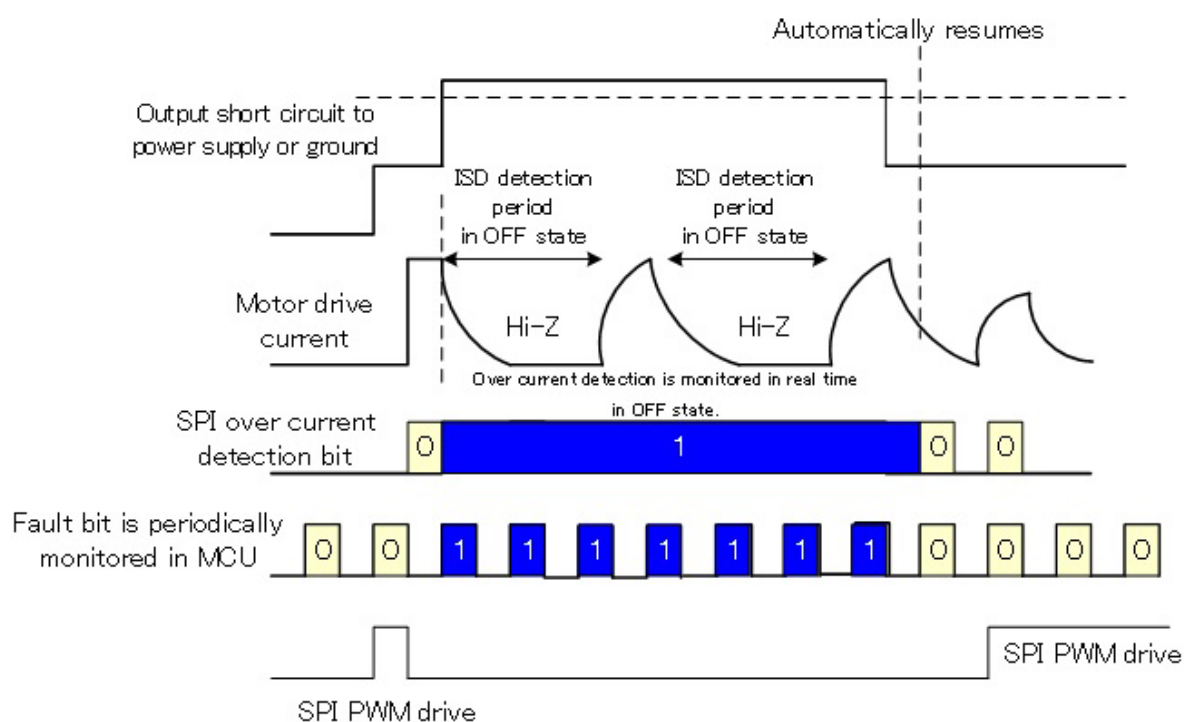 Automatically resumes
Output short circuit to
power supply or ground
ISD detection
period
in OFF state
ISD detection
period
in OFF state
Motor drive
current
Hi-Z
Hi-Z
Over current detection is monitored in real time
in OFF state.
SPI over current
detection bit
0 1 0 0
Fault bit is periodically
monitored in MCU
0 0 1 1 1 1 1 1 1 0 0 0 0
SPI PWM drive
SPI PWM drive